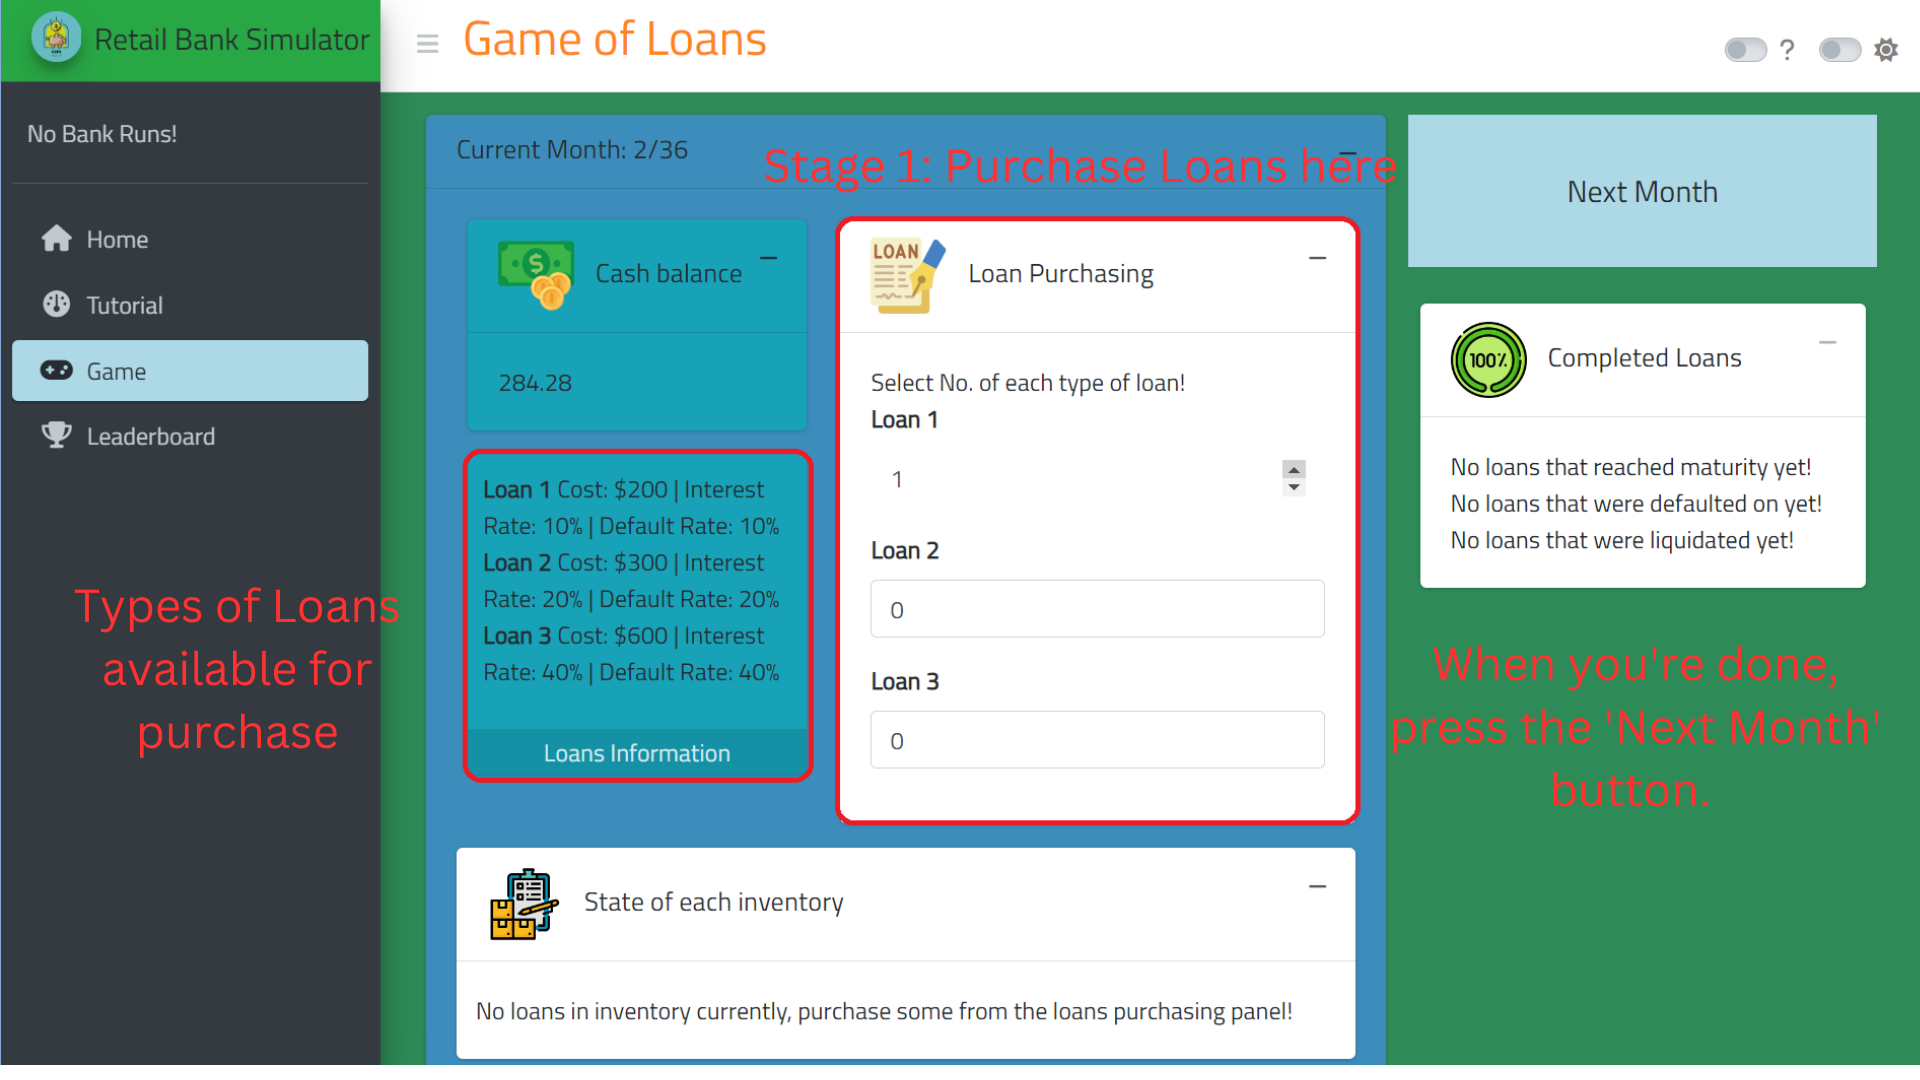 Retail Bank Simulator
Game of Loans
?
No Bank Runs!
Home
Tutorial
Game
Leaderboard
Types of Loans
available for
purchase
Current Month: 2/36
Stage 1: Purchase Loans here
Cash balance
284.28
Loan 1 Cost: $200 | Interest
Rate: 10% | Default Rate: 10%
Loan 2 Cost: $300 | Interest
Rate: 20% | Default Rate: 20%
Loan 3 Cost: $600 | Interest
Rate: 40% | Default Rate: 40%
Loans Information
LOAN
Loan Purchasing
Select No. of each type of loan!
Loan 1
1
Loan 2
0
Loan 3
0
State of each inventory
No loans in inventory currently, purchase some from the loans purchasing panel!
Next Month
100%
Completed Loans
No loans that reached maturity yet!
No loans that were defaulted on yet!
No loans that were liquidated yet!
When you're done,
press the 'Next Month'
button.